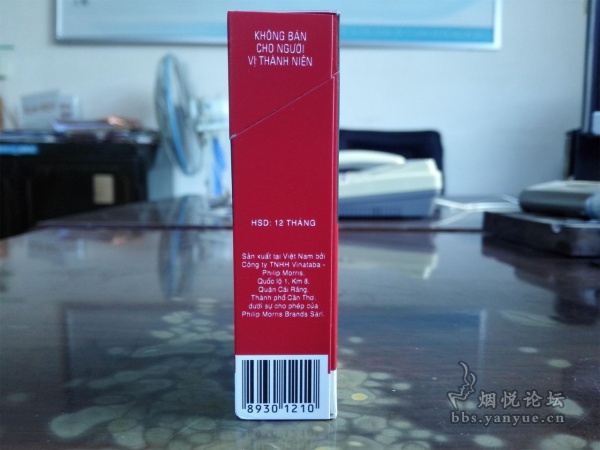 KHÔNG BÁN
CHO NGƯỜI
VỊ THÀNH NIÊN
HSD: 12 THÁNG
Sản xuất tại Việt Nam bởi
Công ty TNHH Vinataba -
Philip Morris,
Quốc lộ 1, Km 8,
Quận Cái Răng,
Thành phố Cần Thơ,
dưới sự cho phép của
Philip Morris Brands Sàrl.
8930 1210
烟悦论坛
bbs.yanyue.cn